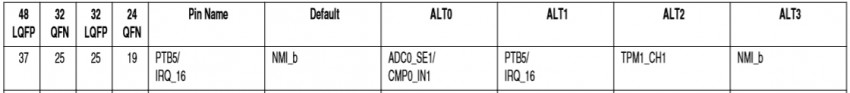 48 LQFP 32 QFN 32 LQFP 24 QFN Pin Name Default ALT0 ALT1 ALT2 ALT3
37 25 25 19 PTB5/ IRQ_16 NMI_b ADC0_SE1/ CMP0_IN1 PTB5/ IRQ_16 TPM1_CH1 NMI_b